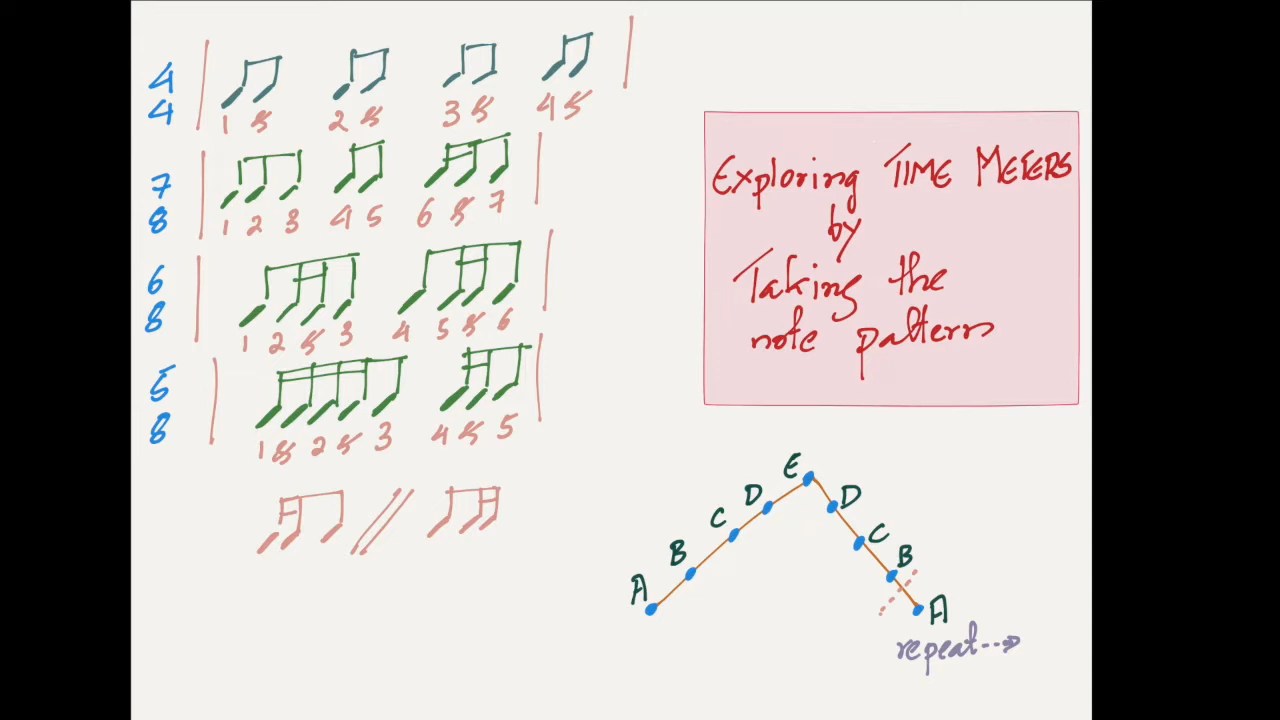 4
4
1 & 2 & 3 & 4 &
7
8
1 2 3 4 5 6 & 7
6
8
1 2 & 3 4 5 & 6
5
8
1 & 2 & 3 4 & 5
Exploring TIME METERS
by
Taking the
note pattern
A B C D E D C B A
repeat